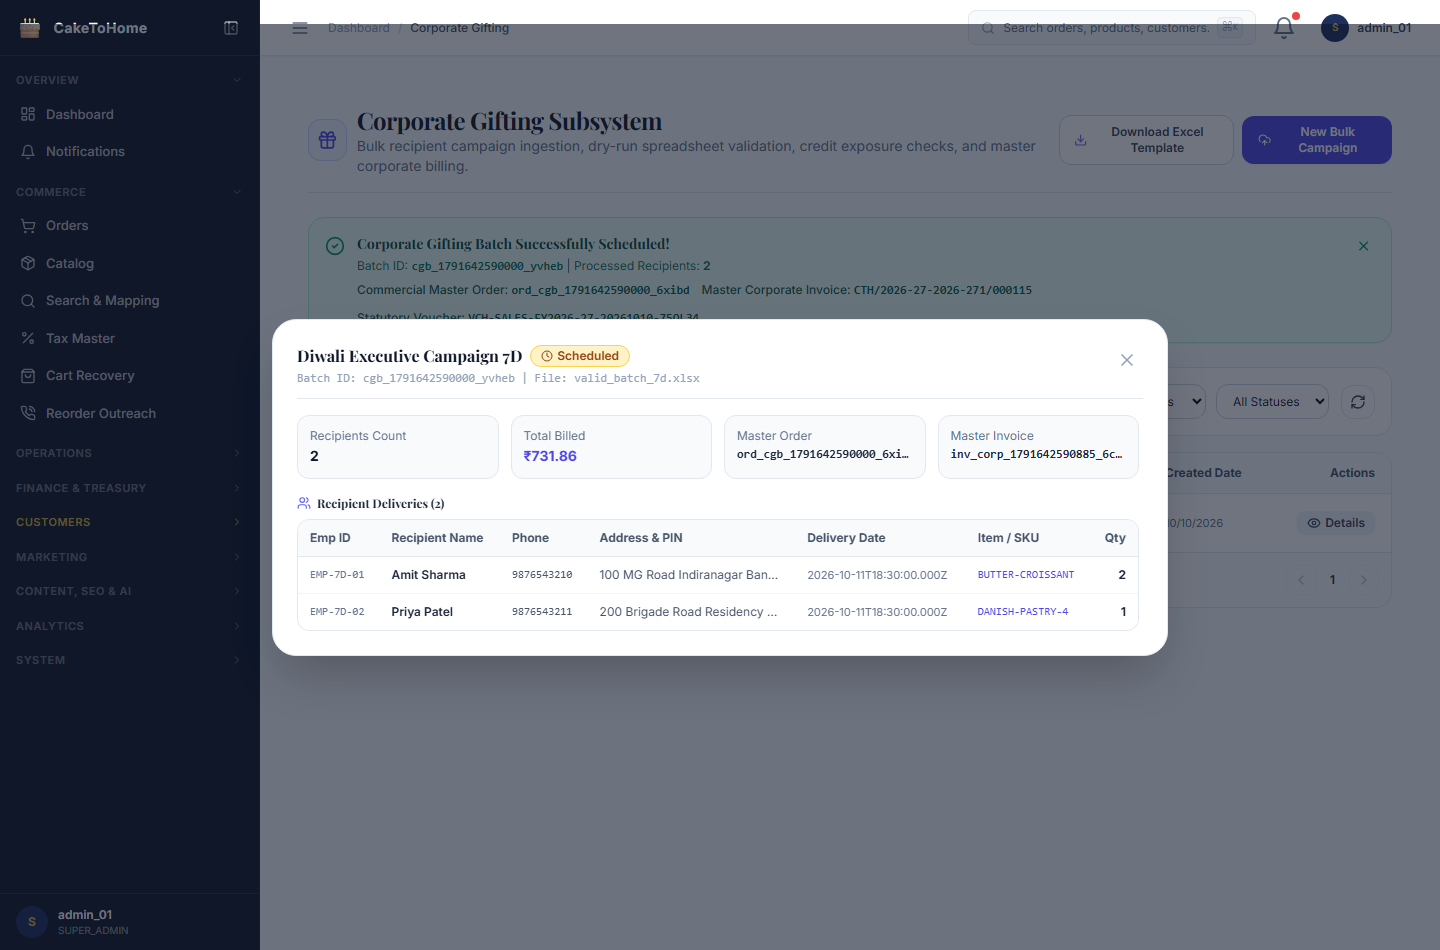 CakeToHome
Dashboard / Corporate Gifting
Search orders, products, customers.
⌘K
S
admin_01
OVERVIEW
Dashboard
Notifications
COMMERCE
Orders
Catalog
Search & Mapping
Tax Master
Cart Recovery
Reorder Outreach
OPERATIONS
FINANCE & TREASURY
CUSTOMERS
MARKETING
CONTENT, SEO & AI
ANALYTICS
SYSTEM
S
admin_01
SUPER_ADMIN
Corporate Gifting Subsystem
Bulk recipient campaign ingestion, dry-run spreadsheet validation, credit exposure checks, and master
corporate billing.
Download Excel
Template
New Bulk
Campaign
Corporate Gifting Batch Successfully Scheduled!
Batch ID: cgb_1791642590000_yvheb | Processed Recipients: 2
Commercial Master Order: ord_cgb_1791642590000_6xibd Master Corporate Invoice: CTH/2026-27-2026-271/000115
Statutory Voucher: VCH-SALES-FY2026-27-20261010-75QL34
All Statuses
Created Date
Actions
10/10/2026
Details
1
Diwali Executive Campaign 7D
Scheduled
Batch ID: cgb_1791642590000_yvheb | File: valid_batch_7d.xlsx
Recipients Count
2
Total Billed
₹731.86
Master Order
ord_cgb_1791642590000_6xi…
Master Invoice
inv_corp_1791642590885_6c…
Recipient Deliveries (2)
Emp ID Recipient Name Phone Address & PIN Delivery Date Item / SKU Qty
EMP-7D-01 Amit Sharma 9876543210 100 MG Road Indiranagar Ban... 2026-10-11T18:30:00.000Z BUTTER-CROISSANT 2
EMP-7D-02 Priya Patel 9876543211 200 Brigade Road Residency ... 2026-10-11T18:30:00.000Z DANISH-PASTRY-4 1